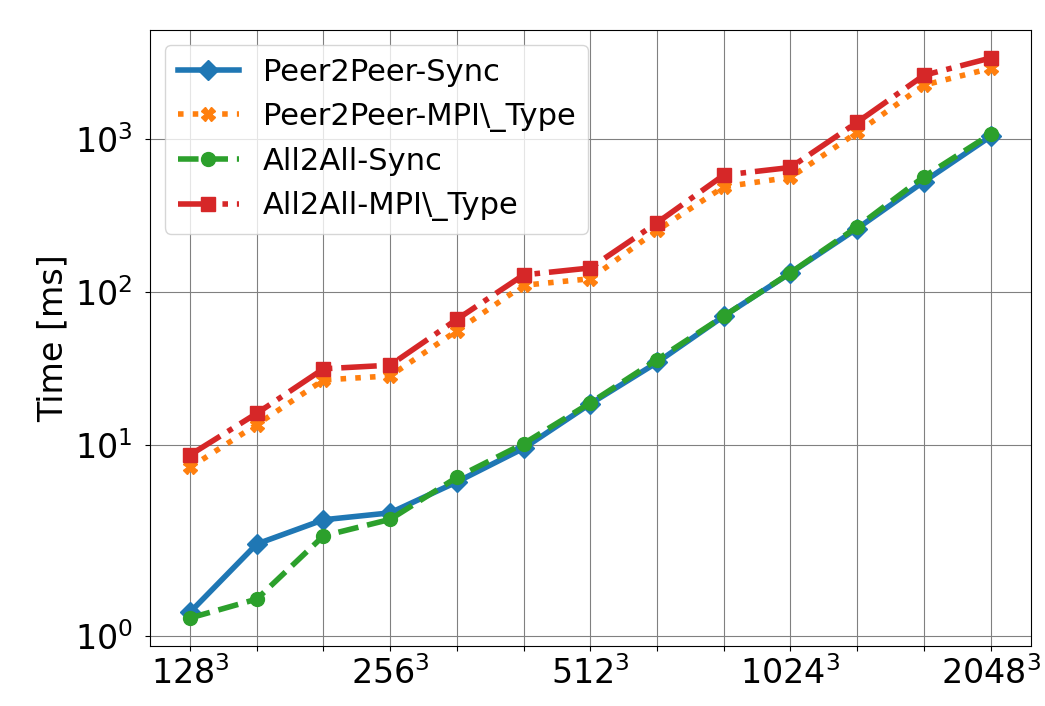 Peer2Peer-Sync
Peer2Peer-MPI\_Type
All2All-Sync
All2All-MPI\_Type
Time [ms]
10³
10²
10¹
10⁰
128³ 256³ 512³ 1024³ 2048³